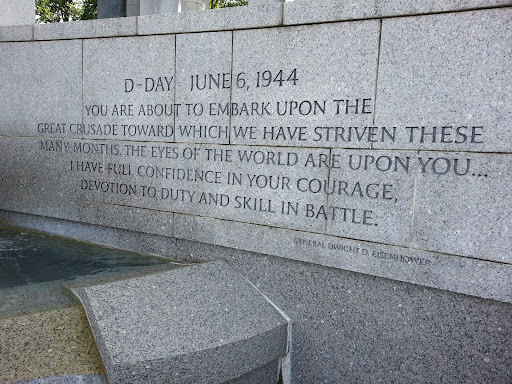 D-DAY JUNE 6, 1944
YOU ARE ABOUT TO EMBARK UPON THE
GREAT CRUSADE TOWARD WHICH WE HAVE STRIVEN THESE
MANY MONTHS. THE EYES OF THE WORLD ARE UPON YOU...
I HAVE FULL CONFIDENCE IN YOUR COURAGE,
DEVOTION TO DUTY AND SKILL IN BATTLE.
GENERAL DWIGHT D. EISENHOWER